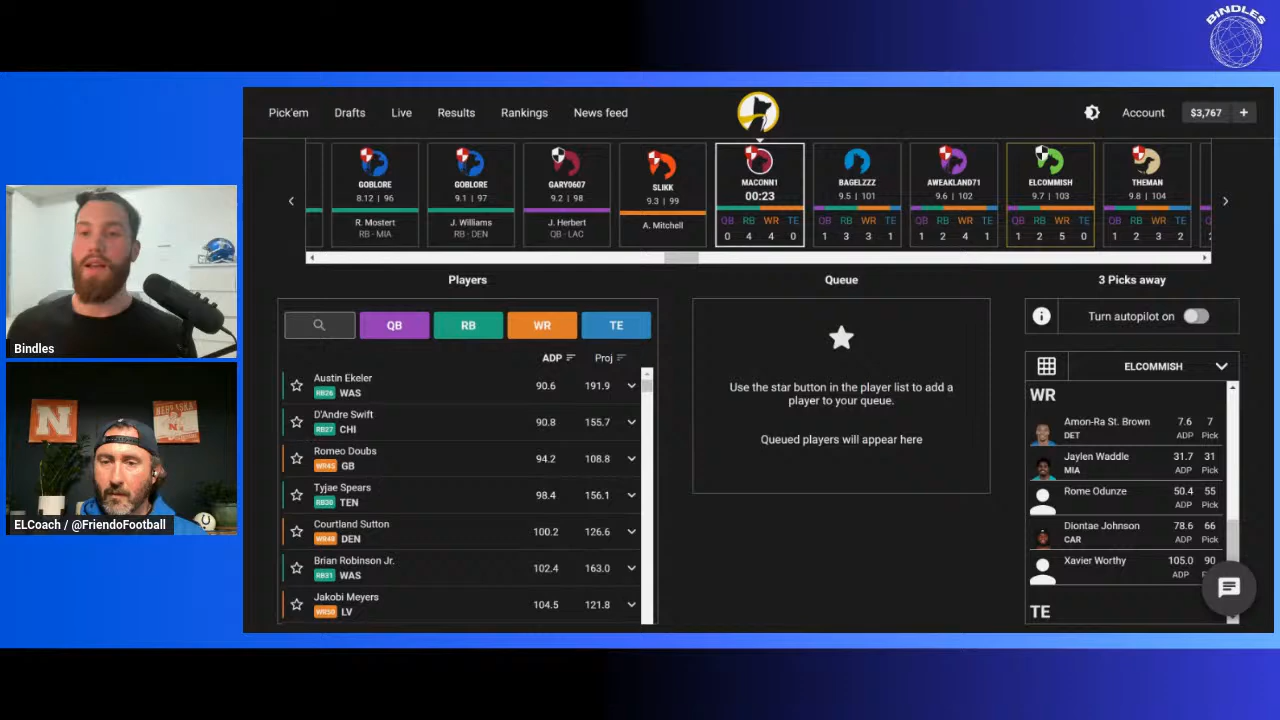 BINDLES
Pick'em Drafts Live Results Rankings News feed Account $3,767 +
GOBLORE
8.12 | 96
R. Mostert
RB - MIA
GOBLORE
9.1 | 97
J. Williams
RB - DEN
GARY0607
9.2 | 98
J. Herbert
QB - LAC
SLIKK
9.3 | 99
A. Mitchell
MACONN1
00:23
QB RB WR TE
0 4 4 0
BAGELZZZ
9.5 | 101
QB RB WR TE
1 3 3 1
AWEAKLAND71
9.6 | 102
QB RB WR TE
1 2 4 1
ELCOMMISH
9.7 | 103
QB RB WR TE
1 2 5 0
THEMAN
9.8 | 104
QB RB WR TE
1 2 3 2
Players
QB RB WR TE
ADP Proj
Austin Ekeler
RB26 WAS
90.6 191.9
D'Andre Swift
RB27 CHI
90.8 155.7
Romeo Doubs
WR45 GB
94.2 108.8
Tyjae Spears
RB30 TEN
98.4 156.1
Courtland Sutton
WR48 DEN
100.2 126.6
Brian Robinson Jr.
RB31 WAS
102.4 163.0
Jakobi Meyers
WR50 LV
104.5 121.8
Queue
Use the star button in the player list to add a
player to your queue.
Queued players will appear here
3 Picks away
Turn autopilot on
ELCOMMISH
WR
Amon-Ra St. Brown 7.6 7
DET ADP Pick
Jaylen Waddle 31.7 31
MIA ADP Pick
Rome Odunze 50.4 55
ADP Pick
Diontae Johnson 78.6 66
CAR ADP Pick
Xavier Worthy 105.0 90
ADP
TE
Bindles
N
NEBRASKA
N
ELCoach / @FriendoFootball